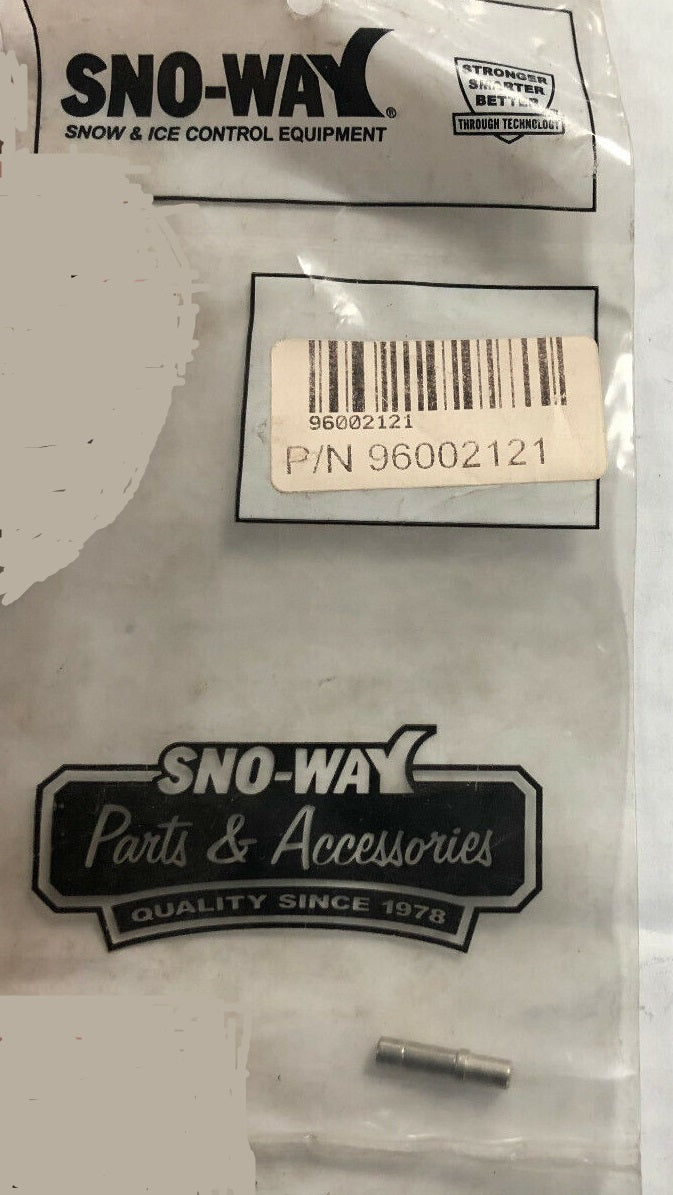 SNO-WAY®
SNOW & ICE CONTROL EQUIPMENT
STRONGER
SMARTER
BETTER
THROUGH TECHNOLOGY
96002121
P/N 96002121
SNO-WAY
Parts & Accessories
QUALITY SINCE 1978